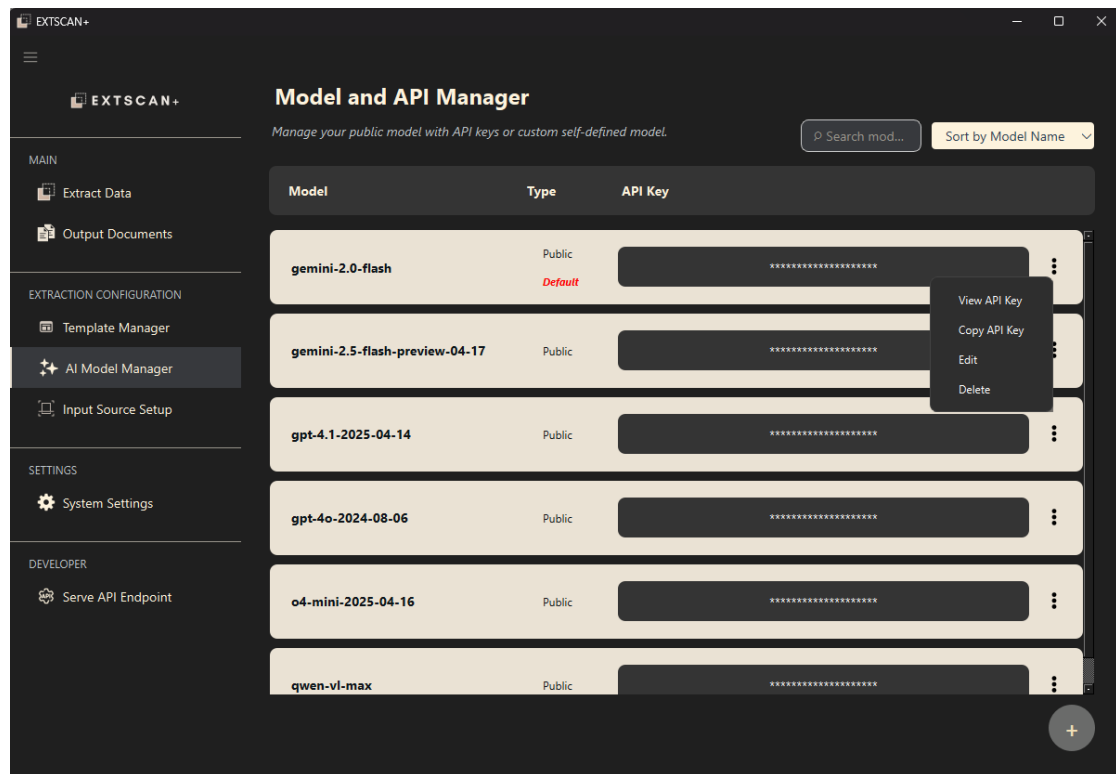 EXTSCAN+
EXTSCAN+
MAIN
Extract Data
Output Documents
EXTRACTION CONFIGURATION
Template Manager
AI Model Manager
Input Source Setup
SETTINGS
System Settings
DEVELOPER
Serve API Endpoint
Model and API Manager
Manage your public model with API keys or custom self-defined model.
Search mod...
Sort by Model Name
Model Type API Key
gemini-2.0-flash Public Default ********************
View API Key
Copy API Key
Edit
Delete
gemini-2.5-flash-preview-04-17 Public ********************
gpt-4.1-2025-04-14 Public ********************
gpt-4o-2024-08-06 Public ********************
o4-mini-2025-04-16 Public ********************
qwen-vl-max Public ********************
+